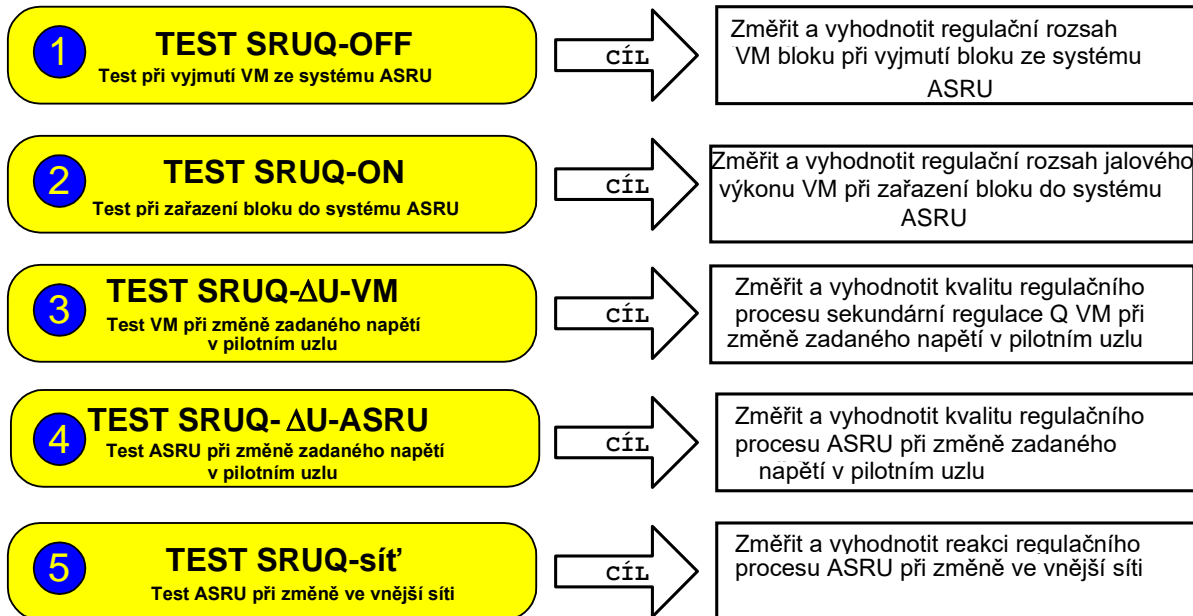 1
TEST SRUQ-OFF
Test při vyjmutí VM ze systému ASRU
CÍL
Změřit a vyhodnotit regulační rozsah
VM bloku při vyjmutí bloku ze systému
ASRU
2
TEST SRUQ-ON
Test při zařazení bloku do systému ASRU
CÍL
Změřit a vyhodnotit regulační rozsah jalového
výkonu VM při zařazení bloku do systému
ASRU
3
TEST SRUQ-ΔU-VM
Test VM při změně zadaného napětí
v pilotním uzlu
CÍL
Změřit a vyhodnotit kvalitu regulačního
procesu sekundární regulace Q VM při
změně zadaného napětí v pilotním uzlu
4
TEST SRUQ- ΔU-ASRU
Test ASRU při změně zadaného napětí
v pilotním uzlu
CÍL
Změřit a vyhodnotit kvalitu regulačního
procesu ASRU při změně zadaného
napětí v pilotním uzlu
5
TEST SRUQ-síť
Test ASRU při změně ve vnější síti
CÍL
Změřit a vyhodnotit reakci regulačního
procesu ASRU při změně ve vnější síti